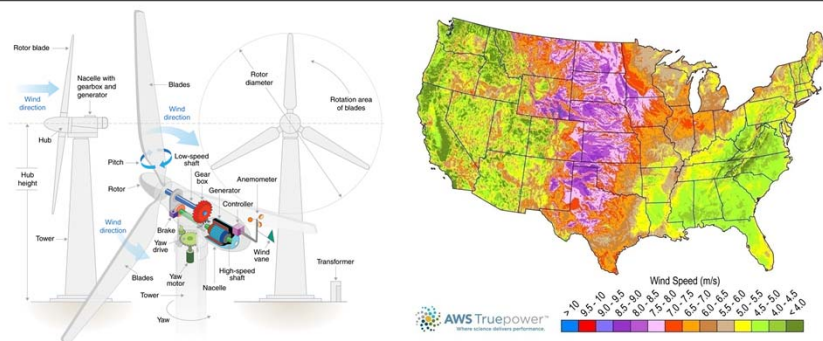 Rotor blade
Nacelle with
gearbox and
generator
Wind
direction
Hub
Hub
height
Tower
Blades
Wind
direction
Pitch
Low-speed
shaft
Gear
box
Rotor
Generator
Anemometer
Controller
Brake
Yaw
drive
Wind
direction
Blades
Yaw
motor
Tower
Nacelle
High-speed
shaft
Wind
vane
Yaw
Rotor
diameter
Rotation area
of blades
Transformer
Wind Speed (m/s)
> 10
9.5 - 10
9.0 - 9.5
8.5 - 9.0
8.0 - 8.5
7.5 - 8.0
7.0 - 7.5
6.5 - 7.0
6.0 - 6.5
5.5 - 6.0
5.0 - 5.5
4.5 - 5.0
4.0 - 4.5
< 4.0
AWS Truepower™
Where science delivers performance.